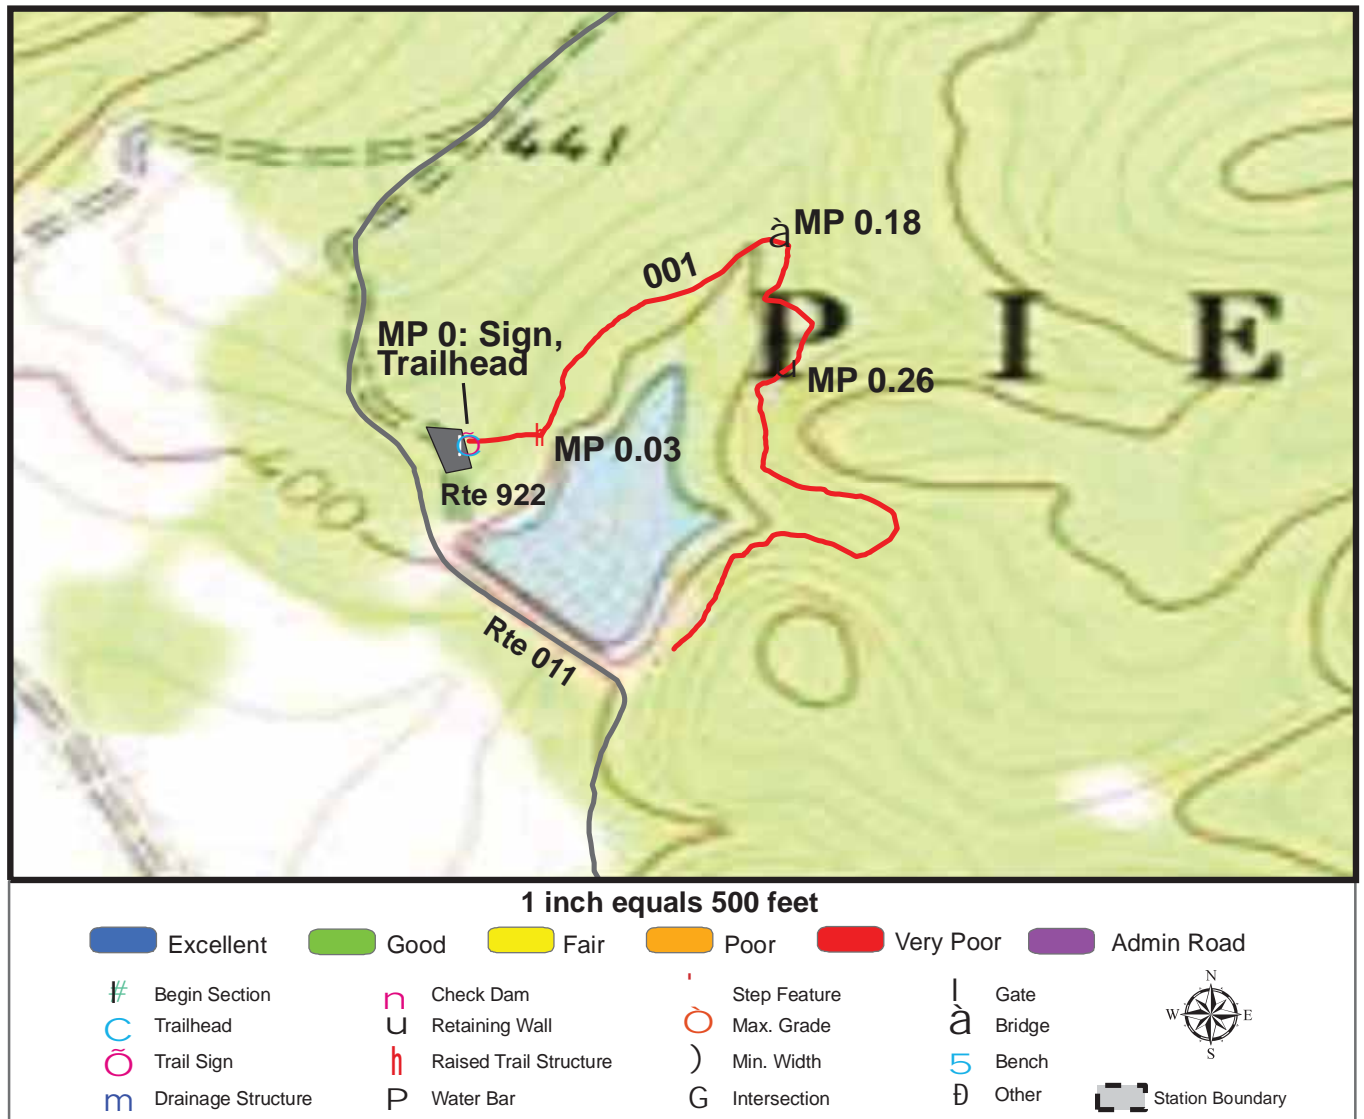 441
à MP 0.18
001
P I E
MP 0: Sign,
Trailhead
u
MP 0.26
Õ
h
MP 0.03
400
Rte 922
Rte 011
1 inch equals 500 feet
Excellent Good Fair Poor Very Poor Admin Road
# Begin Section n Check Dam ' Step Feature l Gate
C Trailhead u Retaining Wall Ò Max. Grade à Bridge
Õ Trail Sign h Raised Trail Structure ) Min. Width 5 Bench
m Drainage Structure P Water Bar G Intersection Ð Other Station Boundary
N
W E
S